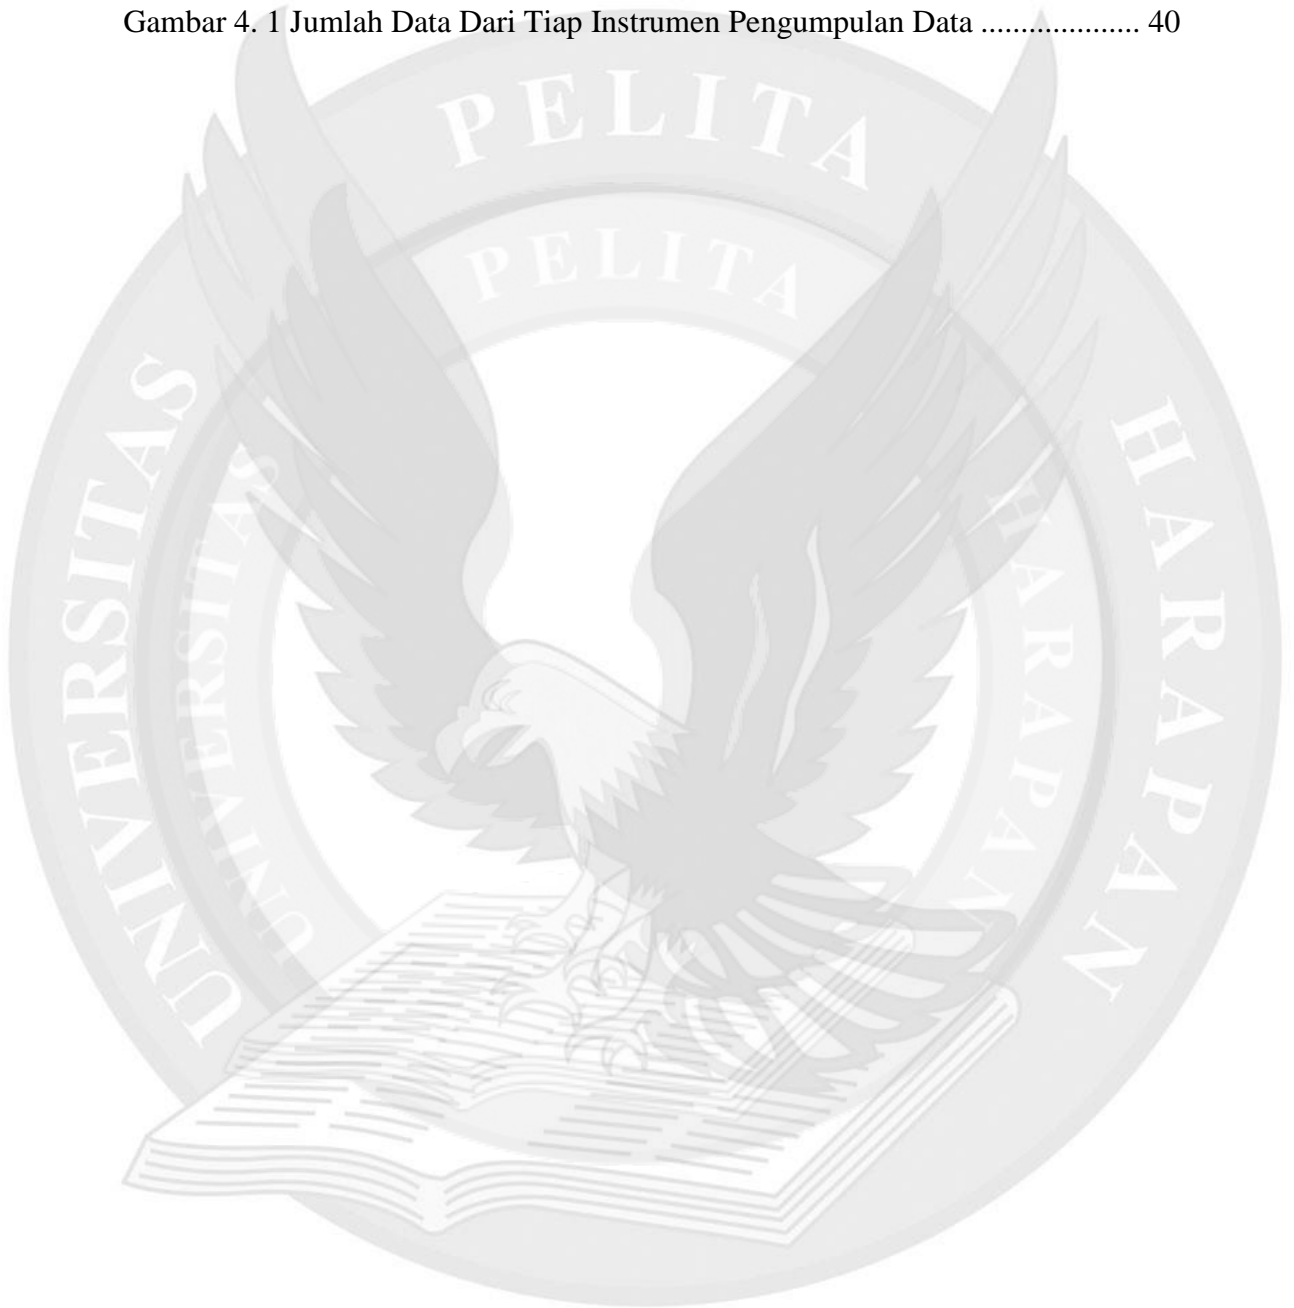 Gambar 4. 1 Jumlah Data Dari Tiap Instrumen Pengumpulan Data .................... 40
PELITA
PELITA
UNIVERSITAS
UNIVERSITAS
HARAPAN
HARAPAN